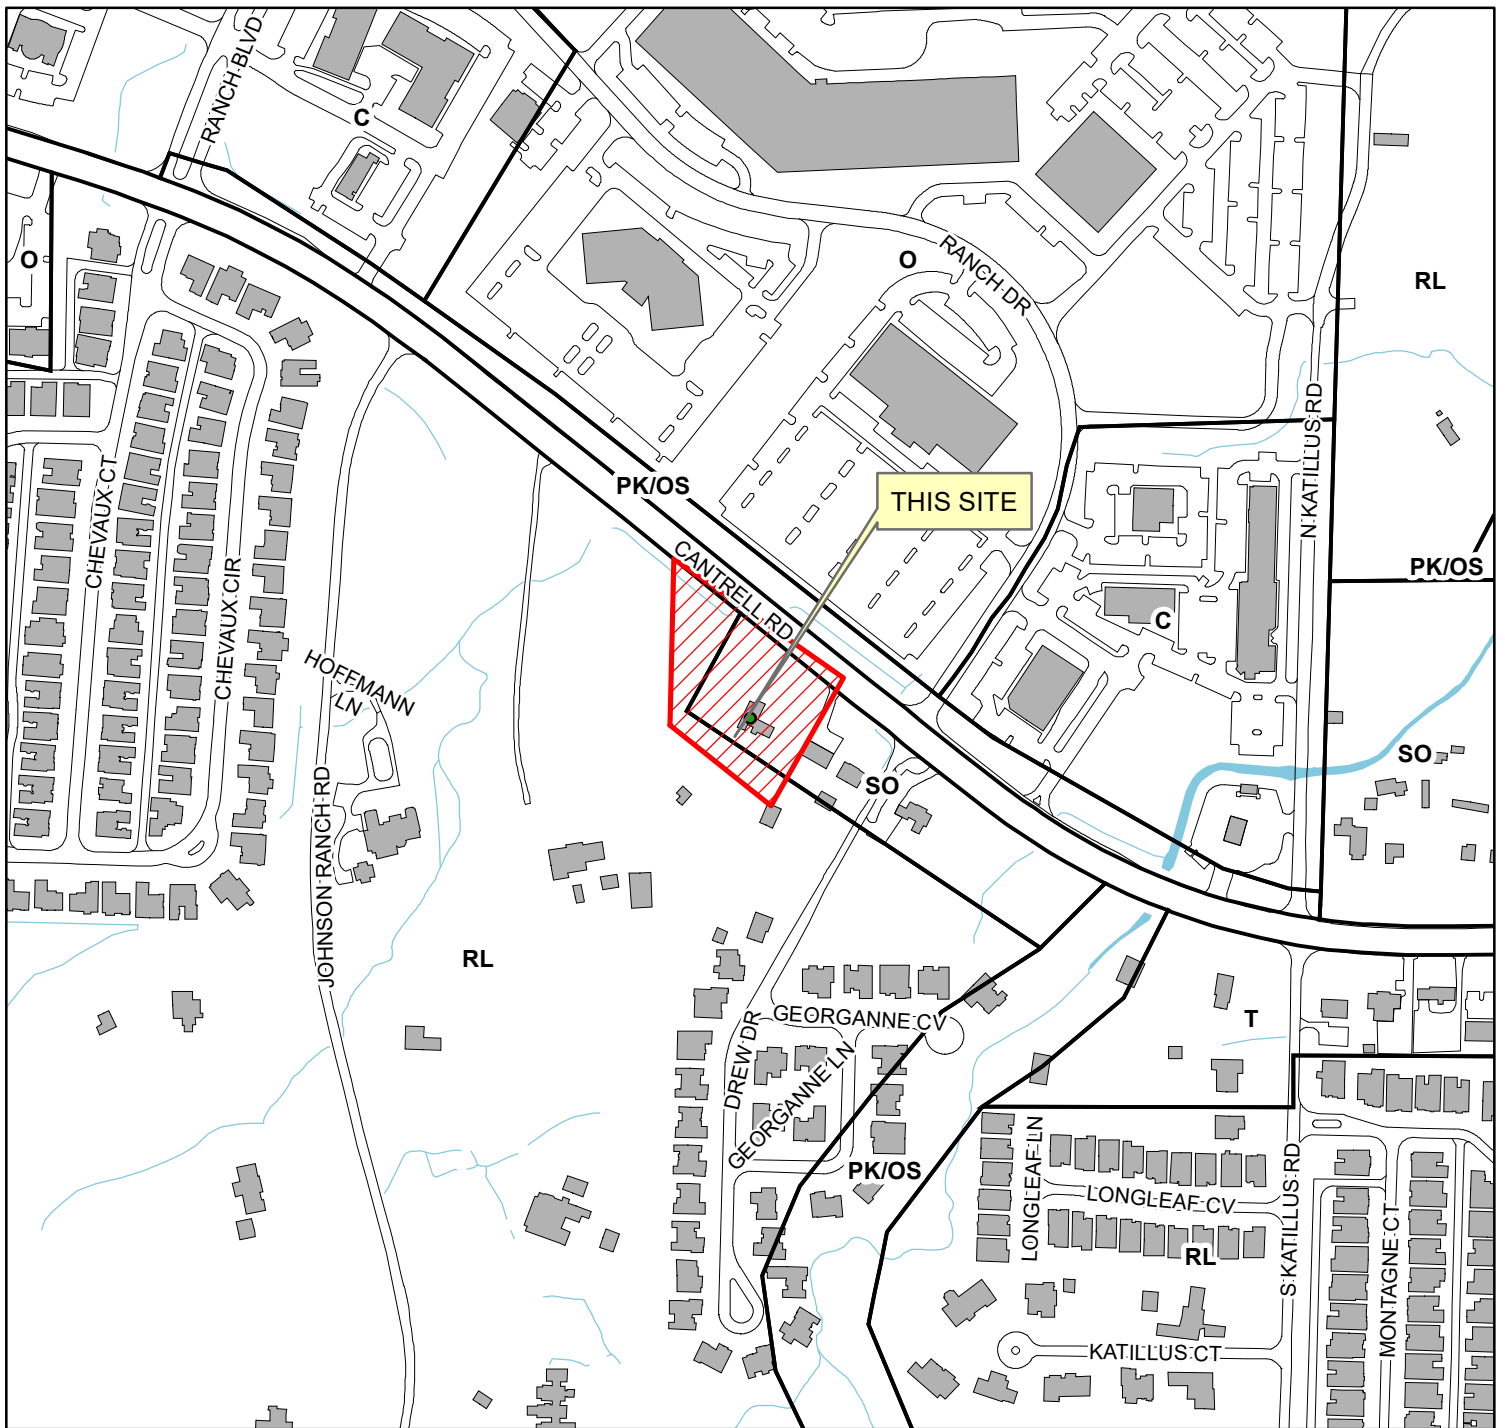 RANCH BLVD
C
O
O
RANCH DR
RL
N KATILLUS RD
CHEVAUX CT
PK/OS
THIS SITE
CANTRELL RD
PK/OS
CHEVAUX CIR
C
HOFFMANN
LN
JOHNSON RANCH RD
SO
SO
RL
GEORGANNE CV
T
DREW DR
GEORGANNE LN
PK/OS
LONGLEAF LN
LONGLEAF CV
S KATILLUS RD
RL
MONTAGNE CT
KATILLUS CT